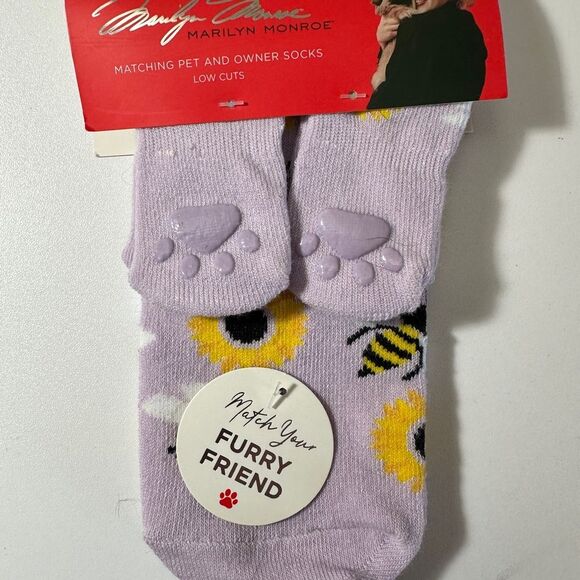 Marilyn Monroe
MARILYN MONROE
MATCHING PET AND OWNER SOCKS
LOW CUTS
Match Your
FURRY
FRIEND